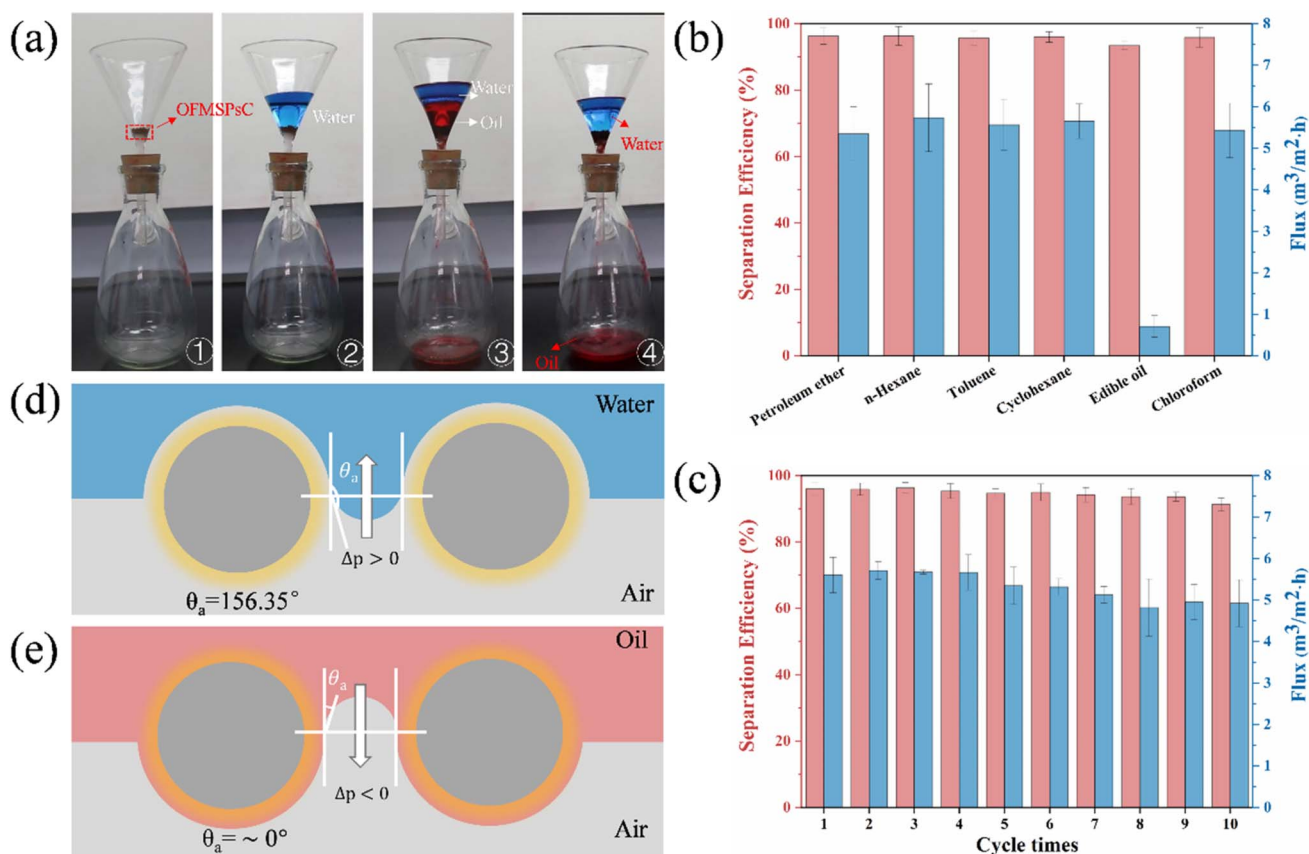 (a)
OFMSPsC
①
Water
②
Water
Oil
③
Water
Oil
④
(b)
Separation Efficiency (%)
100
80
60
40
20
0
Flux (m³/m²·h)
8
7
6
5
4
3
2
1
0
Petroleum ether
n-Hexane
Toluene
Cyclohexane
Edible oil
Chloroform
(d)
Water
θₐ
Δp > 0
θₐ=156.35°
Air
(e)
Oil
θₐ
Δp < 0
θₐ= ~ 0°
Air
(c)
Separation Efficiency (%)
100
80
60
40
20
0
Flux (m³/m²·h)
8
7
6
5
4
3
2
1
0
1 2 3 4 5 6 7 8 9 10
Cycle times